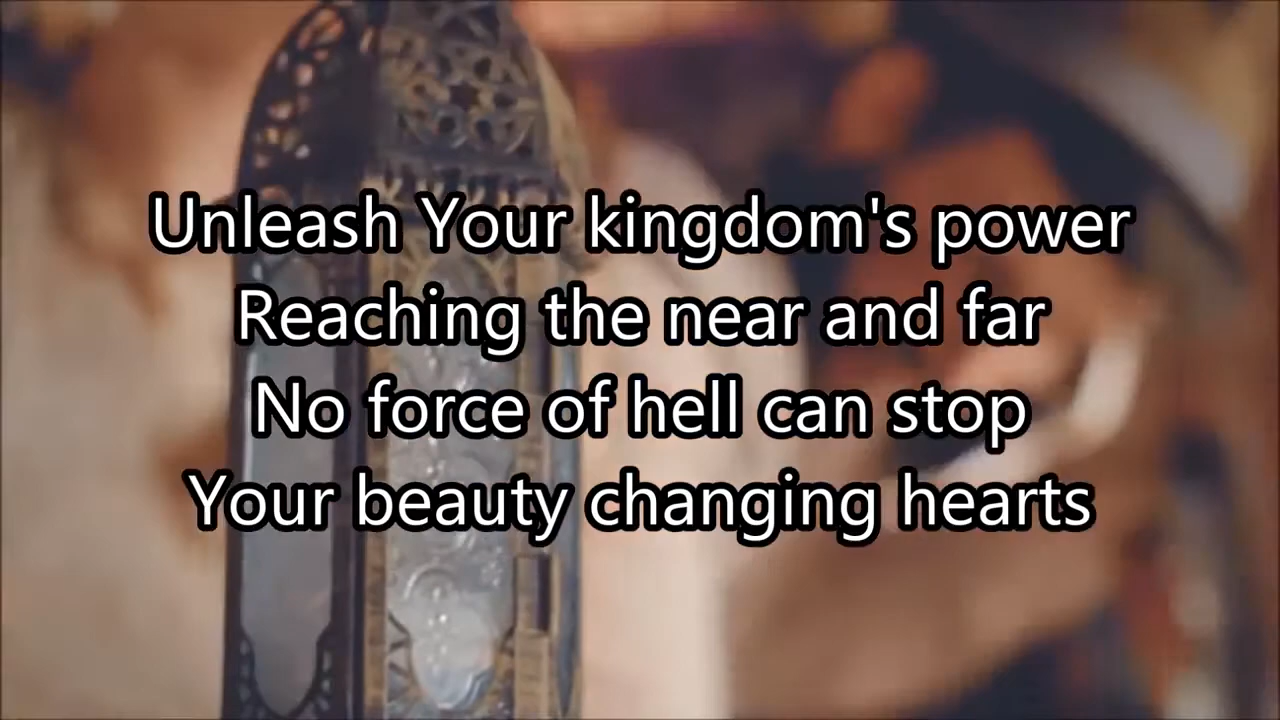 Unleash Your kingdom's power
Reaching the near and far
No force of hell can stop
Your beauty changing hearts